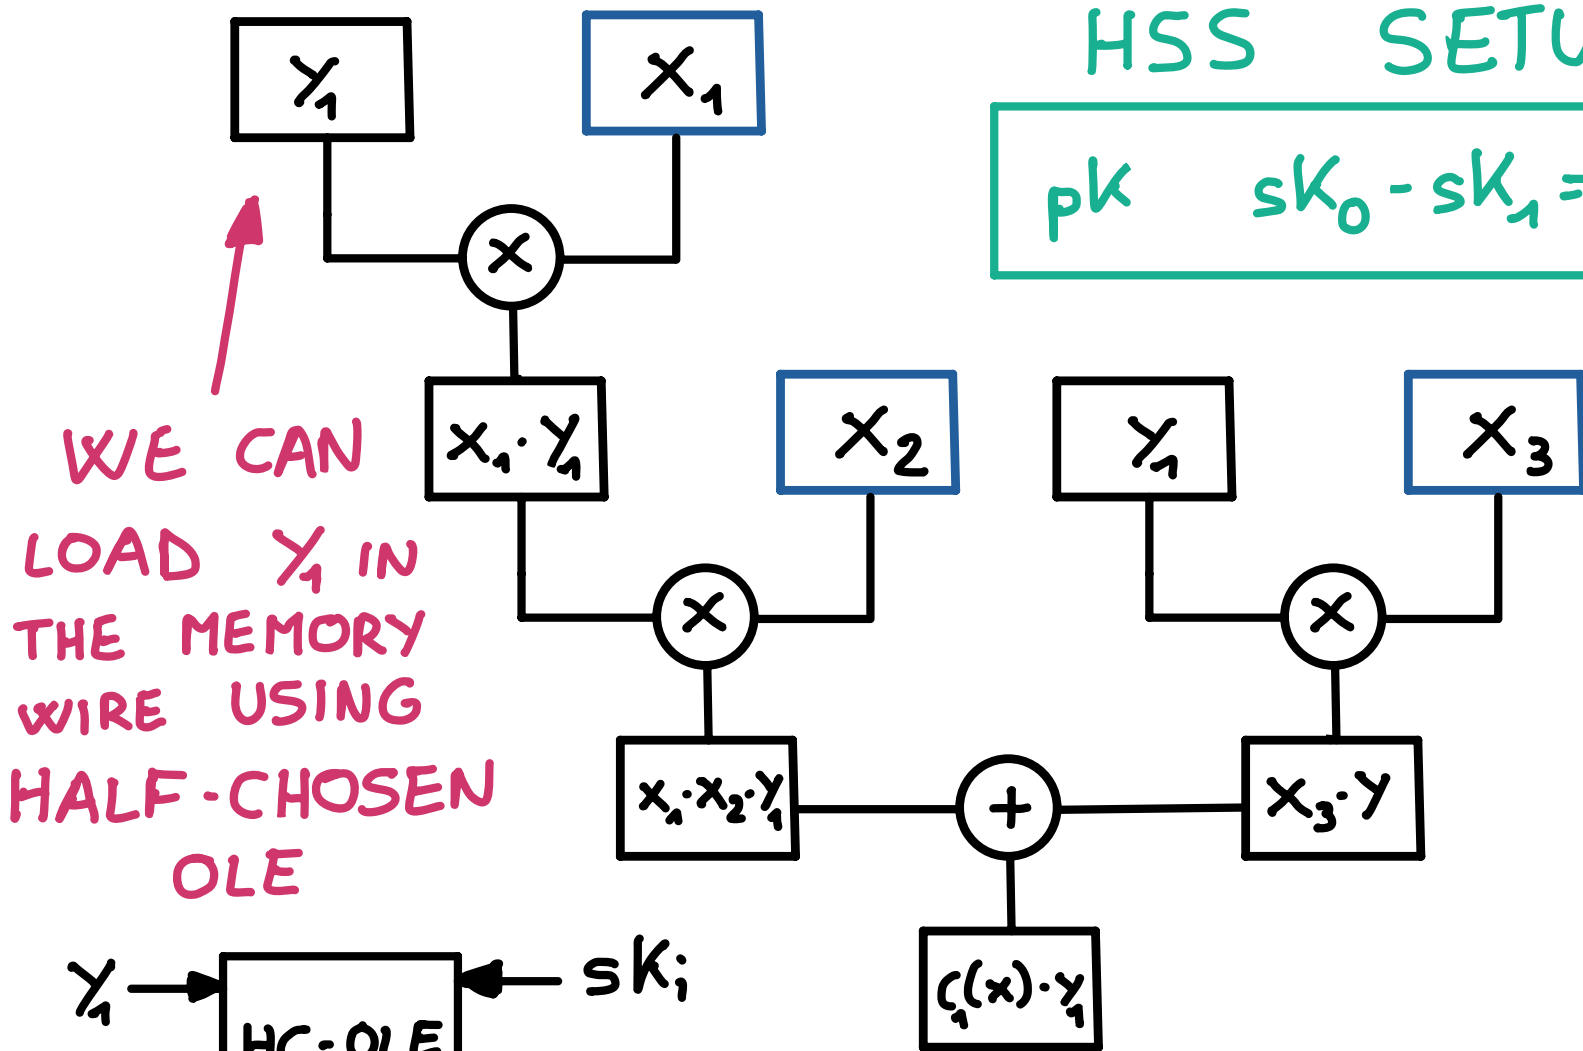 HSS SETU
Y₁
X₁
pK sK₀ - sK₁ =
×
WE CAN
LOAD Y₁ IN
THE MEMORY
WIRE USING
HALF-CHOSEN
OLE
X₁ · Y₁
X₂
Y₁
X₃
×
×
X₁ · X₂ · Y₁
+
X₃ · Y
C₁(x) · Y₁
Y₁
sKᵢ
HC-OLE